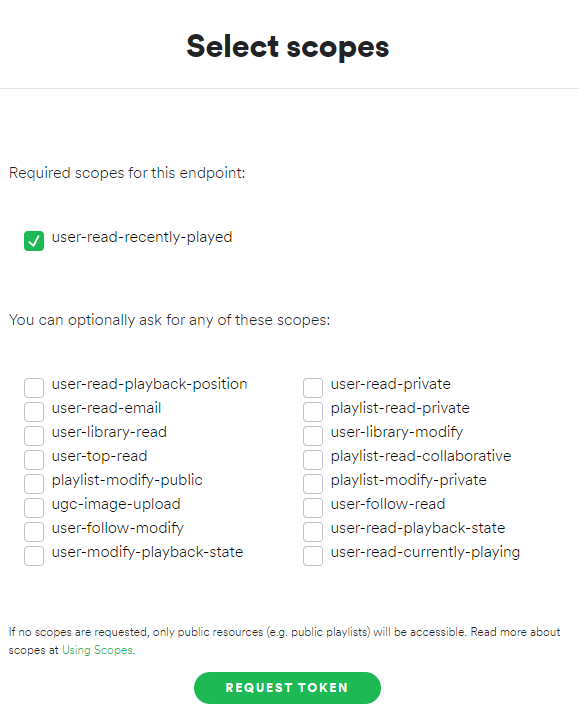 Select scopes
Required scopes for this endpoint:
user-read-recently-played
You can optionally ask for any of these scopes:
user-read-playback-position
user-read-private
user-read-email
playlist-read-private
user-library-read
user-library-modify
user-top-read
playlist-read-collaborative
playlist-modify-public
playlist-modify-private
ugc-image-upload
user-follow-read
user-follow-modify
user-read-playback-state
user-modify-playback-state
user-read-currently-playing
If no scopes are requested, only public resources (e.g. public playlists) will be accessible. Read more about
scopes at Using Scopes.
REQUEST TOKEN